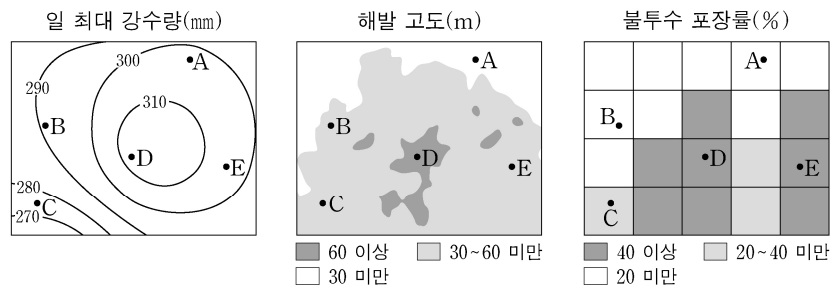 일 최대 강수량(mm)
300
A
290
310
B
D
E
280
C
270
해발 고도(m)
A
B
D
E
C
60 이상
30~60 미만
30 미만
불투수 포장률(%)
A
B
D
E
C
40 이상
20~40 미만
20 미만